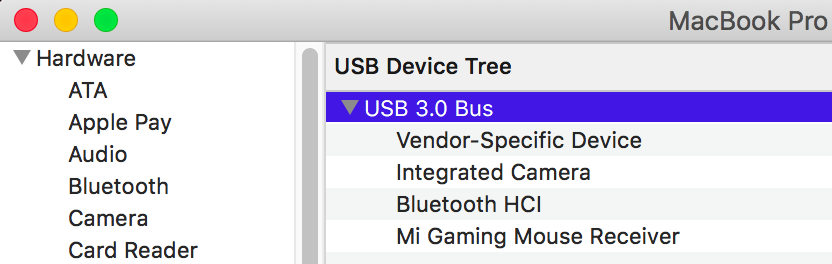 MacBook Pro
Hardware
ATA
Apple Pay
Audio
Bluetooth
Camera
Card Reader
USB Device Tree
USB 3.0 Bus
Vendor-Specific Device
Integrated Camera
Bluetooth HCI
Mi Gaming Mouse Receiver